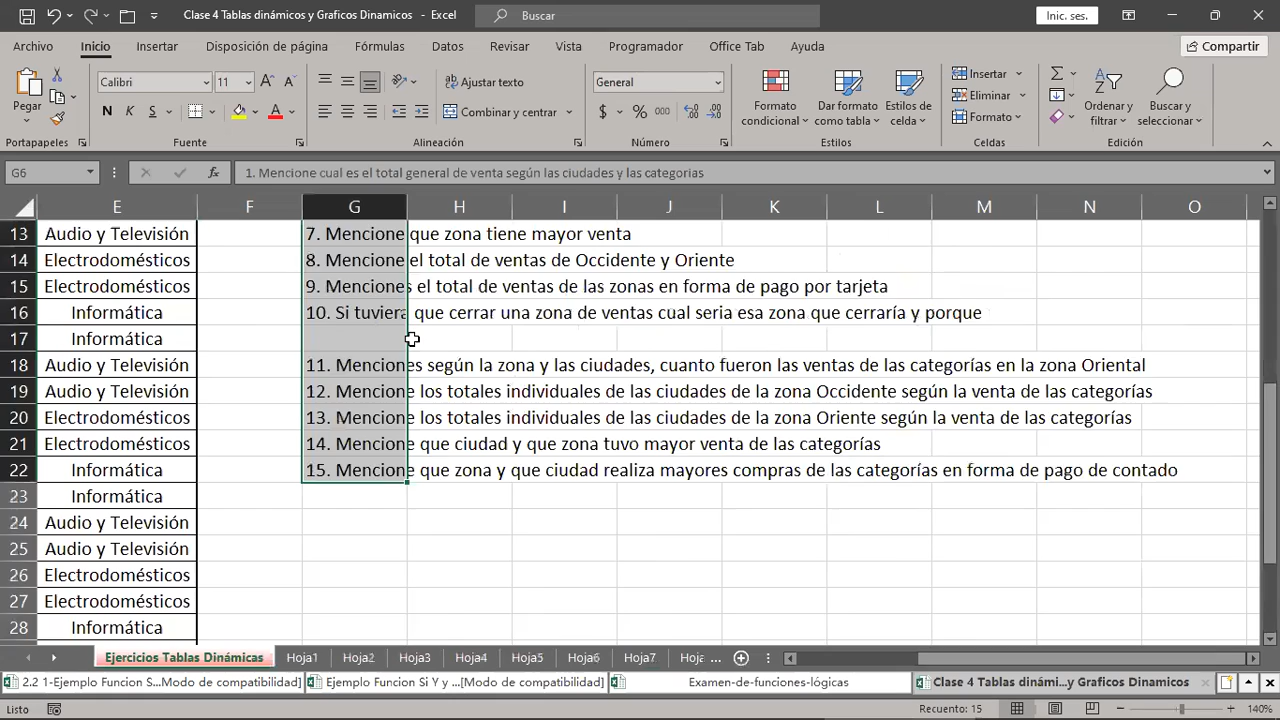 Clase 4 Tablas dinámicos y Graficos Dinamicos - Excel
Buscar
Inic. ses.
Archivo Inicio Insertar Disposición de página Fórmulas Datos Revisar Vista Programador Office Tab Ayuda Compartir
Pegar
Calibri 11
N K S
Ajustar texto
Combinar y centrar
General
$ % 000
Formato condicional
Dar formato como tabla
Estilos de celda
Insertar
Eliminar
Formato
Ordenar y filtrar
Buscar y seleccionar
Portapapeles Fuente Alineación Número Estilos Celdas Edición
G6 fx 1. Mencione cual es el total general de venta según las ciudades y las categorias
E F G H I J K L M N O
13 Audio y Televisión 7. Mencione que zona tiene mayor venta
14 Electrodomésticos 8. Mencione el total de ventas de Occidente y Oriente
15 Electrodomésticos 9. Menciones el total de ventas de las zonas en forma de pago por tarjeta
16 Informática 10. Si tuviera que cerrar una zona de ventas cual seria esa zona que cerraría y porque
17 Informática
18 Audio y Televisión 11. Menciones según la zona y las ciudades, cuanto fueron las ventas de las categorías en la zona Oriental
19 Audio y Televisión 12. Mencione los totales individuales de las ciudades de la zona Occidente según la venta de las categorías
20 Electrodomésticos 13. Mencione los totales individuales de las ciudades de la zona Oriente según la venta de las categorías
21 Electrodomésticos 14. Mencione que ciudad y que zona tuvo mayor venta de las categorías
22 Informática 15. Mencione que zona y que ciudad realiza mayores compras de las categorías en forma de pago de contado
23 Informática
24 Audio y Televisión
25 Audio y Televisión
26 Electrodomésticos
27 Electrodomésticos
28 Informática
Ejercicios Tablas Dinámicas Hoja1 Hoja2 Hoja3 Hoja4 Hoja5 Hoja6 Hoja7 Hoja ...
2.2 1-Ejemplo Funcion S...Modo de compatibilidad] Ejemplo Funcion Si Y y ...[Modo de compatibilidad] Examen-de-funciones-lógicas Clase 4 Tablas dinámi...y Graficos Dinamicos
Listo Recuento: 15 140%